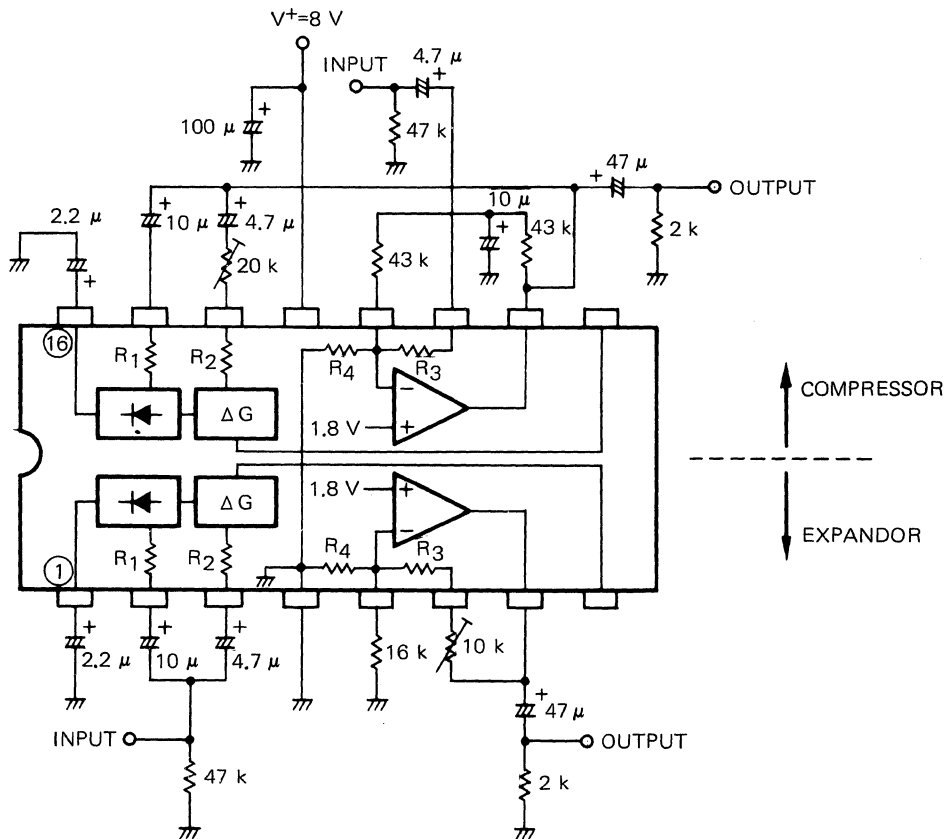 V+=8 V
INPUT
4.7 μ
+
+
100 μ
47 k
47 μ
+
OUTPUT
10 μ
2.2 μ
10 μ
4.7 μ
+
43 k
2 k
43 k
20 k
+
16
R1
R2
R4
R3
COMPRESSOR
ΔG
−
1.8 V
+
ΔG
1.8 V
+
−
EXPANDOR
R1
R2
R4
R3
1
+
+
+
2.2 μ
10 μ
4.7 μ
16 k
10 k
+
47 μ
INPUT
OUTPUT
47 k
2 k